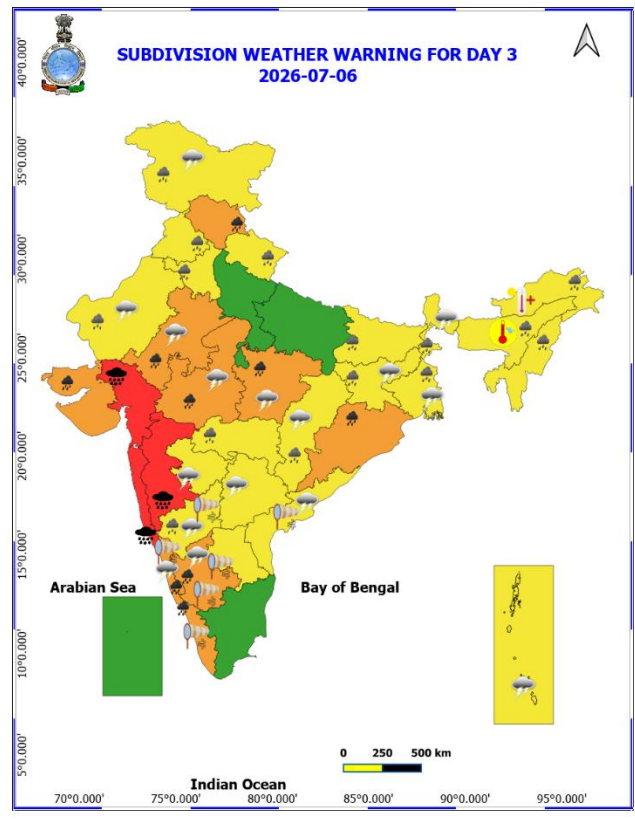 SUBDIVISION WEATHER WARNING FOR DAY 3
2026-07-06
40°0.000'
35°0.000'
30°0.000'
25°0.000'
20°0.000'
15°0.000'
10°0.000'
5°0.000'
Arabian Sea
Bay of Bengal
0 250 500 km
Indian Ocean
70°0.000' 75°0.000' 80°0.000' 85°0.000' 90°0.000' 95°0.000'